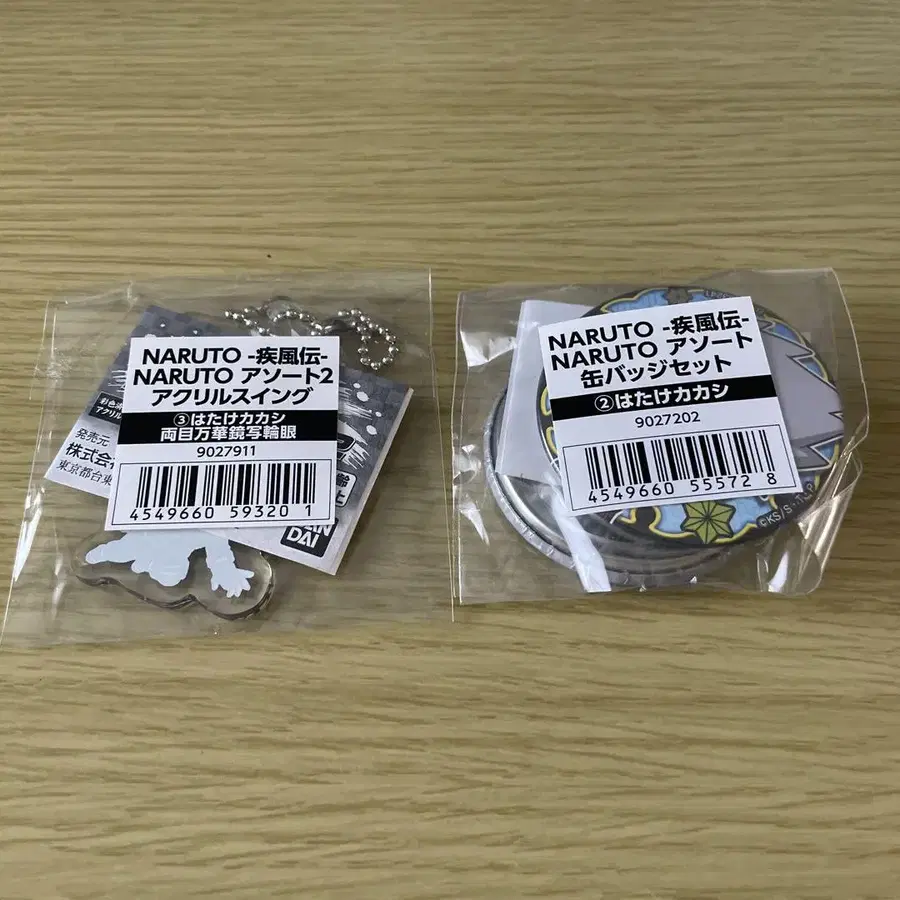 NARUTO -疾風伝-
NARUTO アソート2
アクリルスイング
③はたけカカシ
両目万華鏡写輪眼
9027911
4549660 59320 1
発売元
株式会
東京都台東
BANDAI
NARUTO -疾風伝-
NARUTO アソート
缶バッジセット
②はたけカカシ
9027202
4549660 55572 8